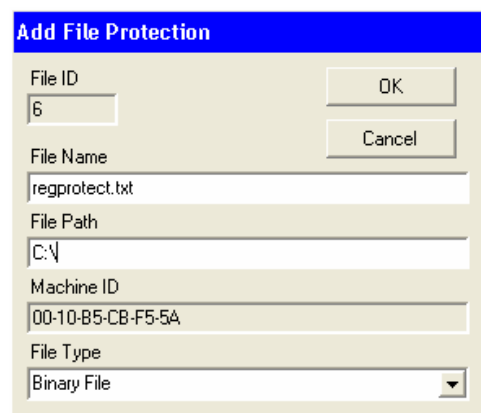 Add File Protection
File ID
OK
6
Cancel
File Name
regprotect.txt
File Path
C:\
Machine ID
00-10-B5-CB-F5-5A
File Type
Binary File